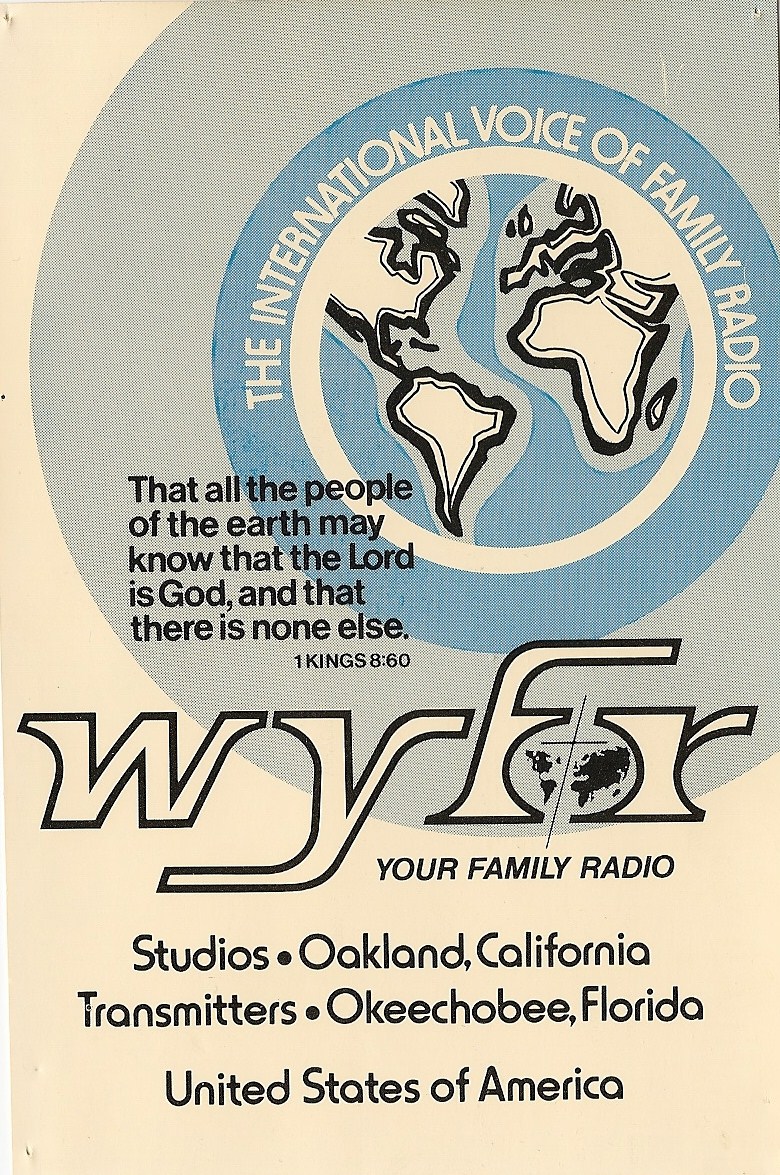 THE INTERNATIONAL VOICE OF FAMILY RADIO
That all the people
of the earth may
know that the Lord
is God, and that
there is none else.
1 KINGS 8:60
wyfr
YOUR FAMILY RADIO
Studios • Oakland, California
Transmitters • Okeechobee, Florida
United States of America